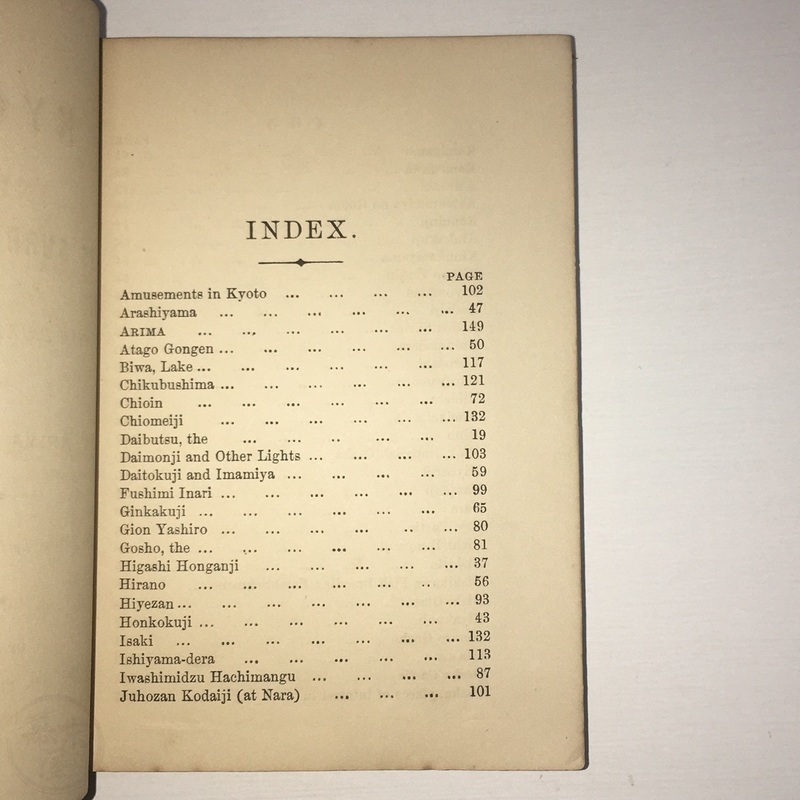 INDEX.
PAGE
Amusements in Kyoto ... ... ... ... 102
Arashiyama ... ... ... ... ... ... 47
ARIMA ... ... ... ... ... ... 149
Atago Gongen ... ... ... ... ... ... 50
Biwa, Lake ... ... ... ... ... ... 117
Chikubushima ... ... ... ... ... ... 121
Chioin ... ... ... ... ... ... 72
Chiomeiji ... ... ... ... ... ... 132
Daibutsu, the ... ... .. ... ... 19
Daimonji and Other Lights ... ... ... ... 103
Daitokuji and Imamiya ... ... ... ... 59
Fushimi Inari ... ... ... ... ... ... 99
Ginkakuji ... ... ... ... ... ... 65
Gion Yashiro ... ... ... ... .. ... 80
Gosho, the ... ... ... ... ... ... 81
Higashi Honganji ... ... ... ... ... 37
Hirano ... ... ... ... ... .. 56
Hiyezan ... ... ... ... ... ... ... 93
Honkokuji ... ... ... ... ... ... 43
Isaki ... ... ... ... ... ... ... 132
Ishiyama-dera ... ... ... ... ... 113
Iwashimidzu Hachimangu ... ... ... ... 87
Juhozan Kodaiji (at Nara) ... ... ... 101